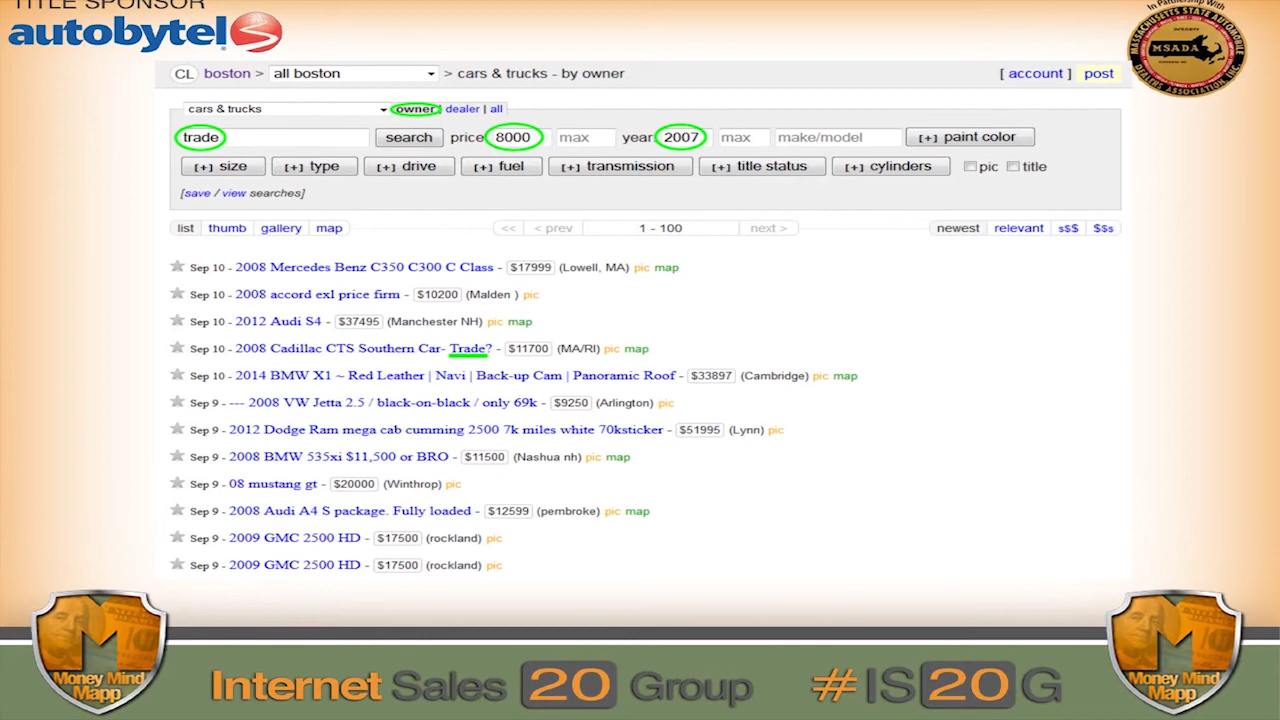 TITLE SPONSOR
autobytel
In Partnership With
MASSACHUSETTS STATE AUTOMOBILE
INTEGRITY
MSADA
DEALERS ASSOCIATION, INC.
CL boston > all boston > cars & trucks - by owner [ account ] post
cars & trucks owner | dealer | all
trade search price: 8000 max year: 2007 max make/model [+] paint color
[+] size [+] type [+] drive [+] fuel [+] transmission [+] title status [+] cylinders pic title
[save / view searches]
list thumb gallery map << < prev 1 - 100 next > newest relevant $$$ $$$
Sep 10 - 2008 Mercedes Benz C350 C300 C Class - $17999 (Lowell, MA) pic map
Sep 10 - 2008 accord exl price firm - $10200 (Malden ) pic
Sep 10 - 2012 Audi S4 - $37495 (Manchester NH) pic map
Sep 10 - 2008 Cadillac CTS Southern Car- Trade? - $11700 (MA/RI) pic map
Sep 10 - 2014 BMW X1 ~ Red Leather | Navi | Back-up Cam | Panoramic Roof - $33897 (Cambridge) pic map
Sep 9 - --- 2008 VW Jetta 2.5 / black-on-black / only 69k - $9250 (Arlington) pic
Sep 9 - 2012 Dodge Ram mega cab cumming 2500 7k miles white 70ksticker - $51995 (Lynn) pic
Sep 9 - 2008 BMW 535xi $11,500 or BRO - $11500 (Nashua nh) pic map
Sep 9 - 08 mustang gt - $20000 (Winthrop) pic
Sep 9 - 2008 Audi A4 S package. Fully loaded - $12599 (pembroke) pic map
Sep 9 - 2009 GMC 2500 HD - $17500 (rockland) pic
Sep 9 - 2009 GMC 2500 HD - $17500 (rockland) pic
M
Money Mind
Mapp
Internet Sales 20 Group #IS20G
M
Money Mind
Mapp